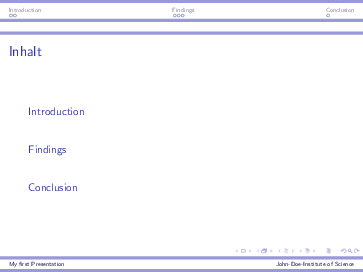 Introduction Findings Conclusion
Inhalt
Introduction
Findings
Conclusion
My first Presentation John-Doe-Institute of Science